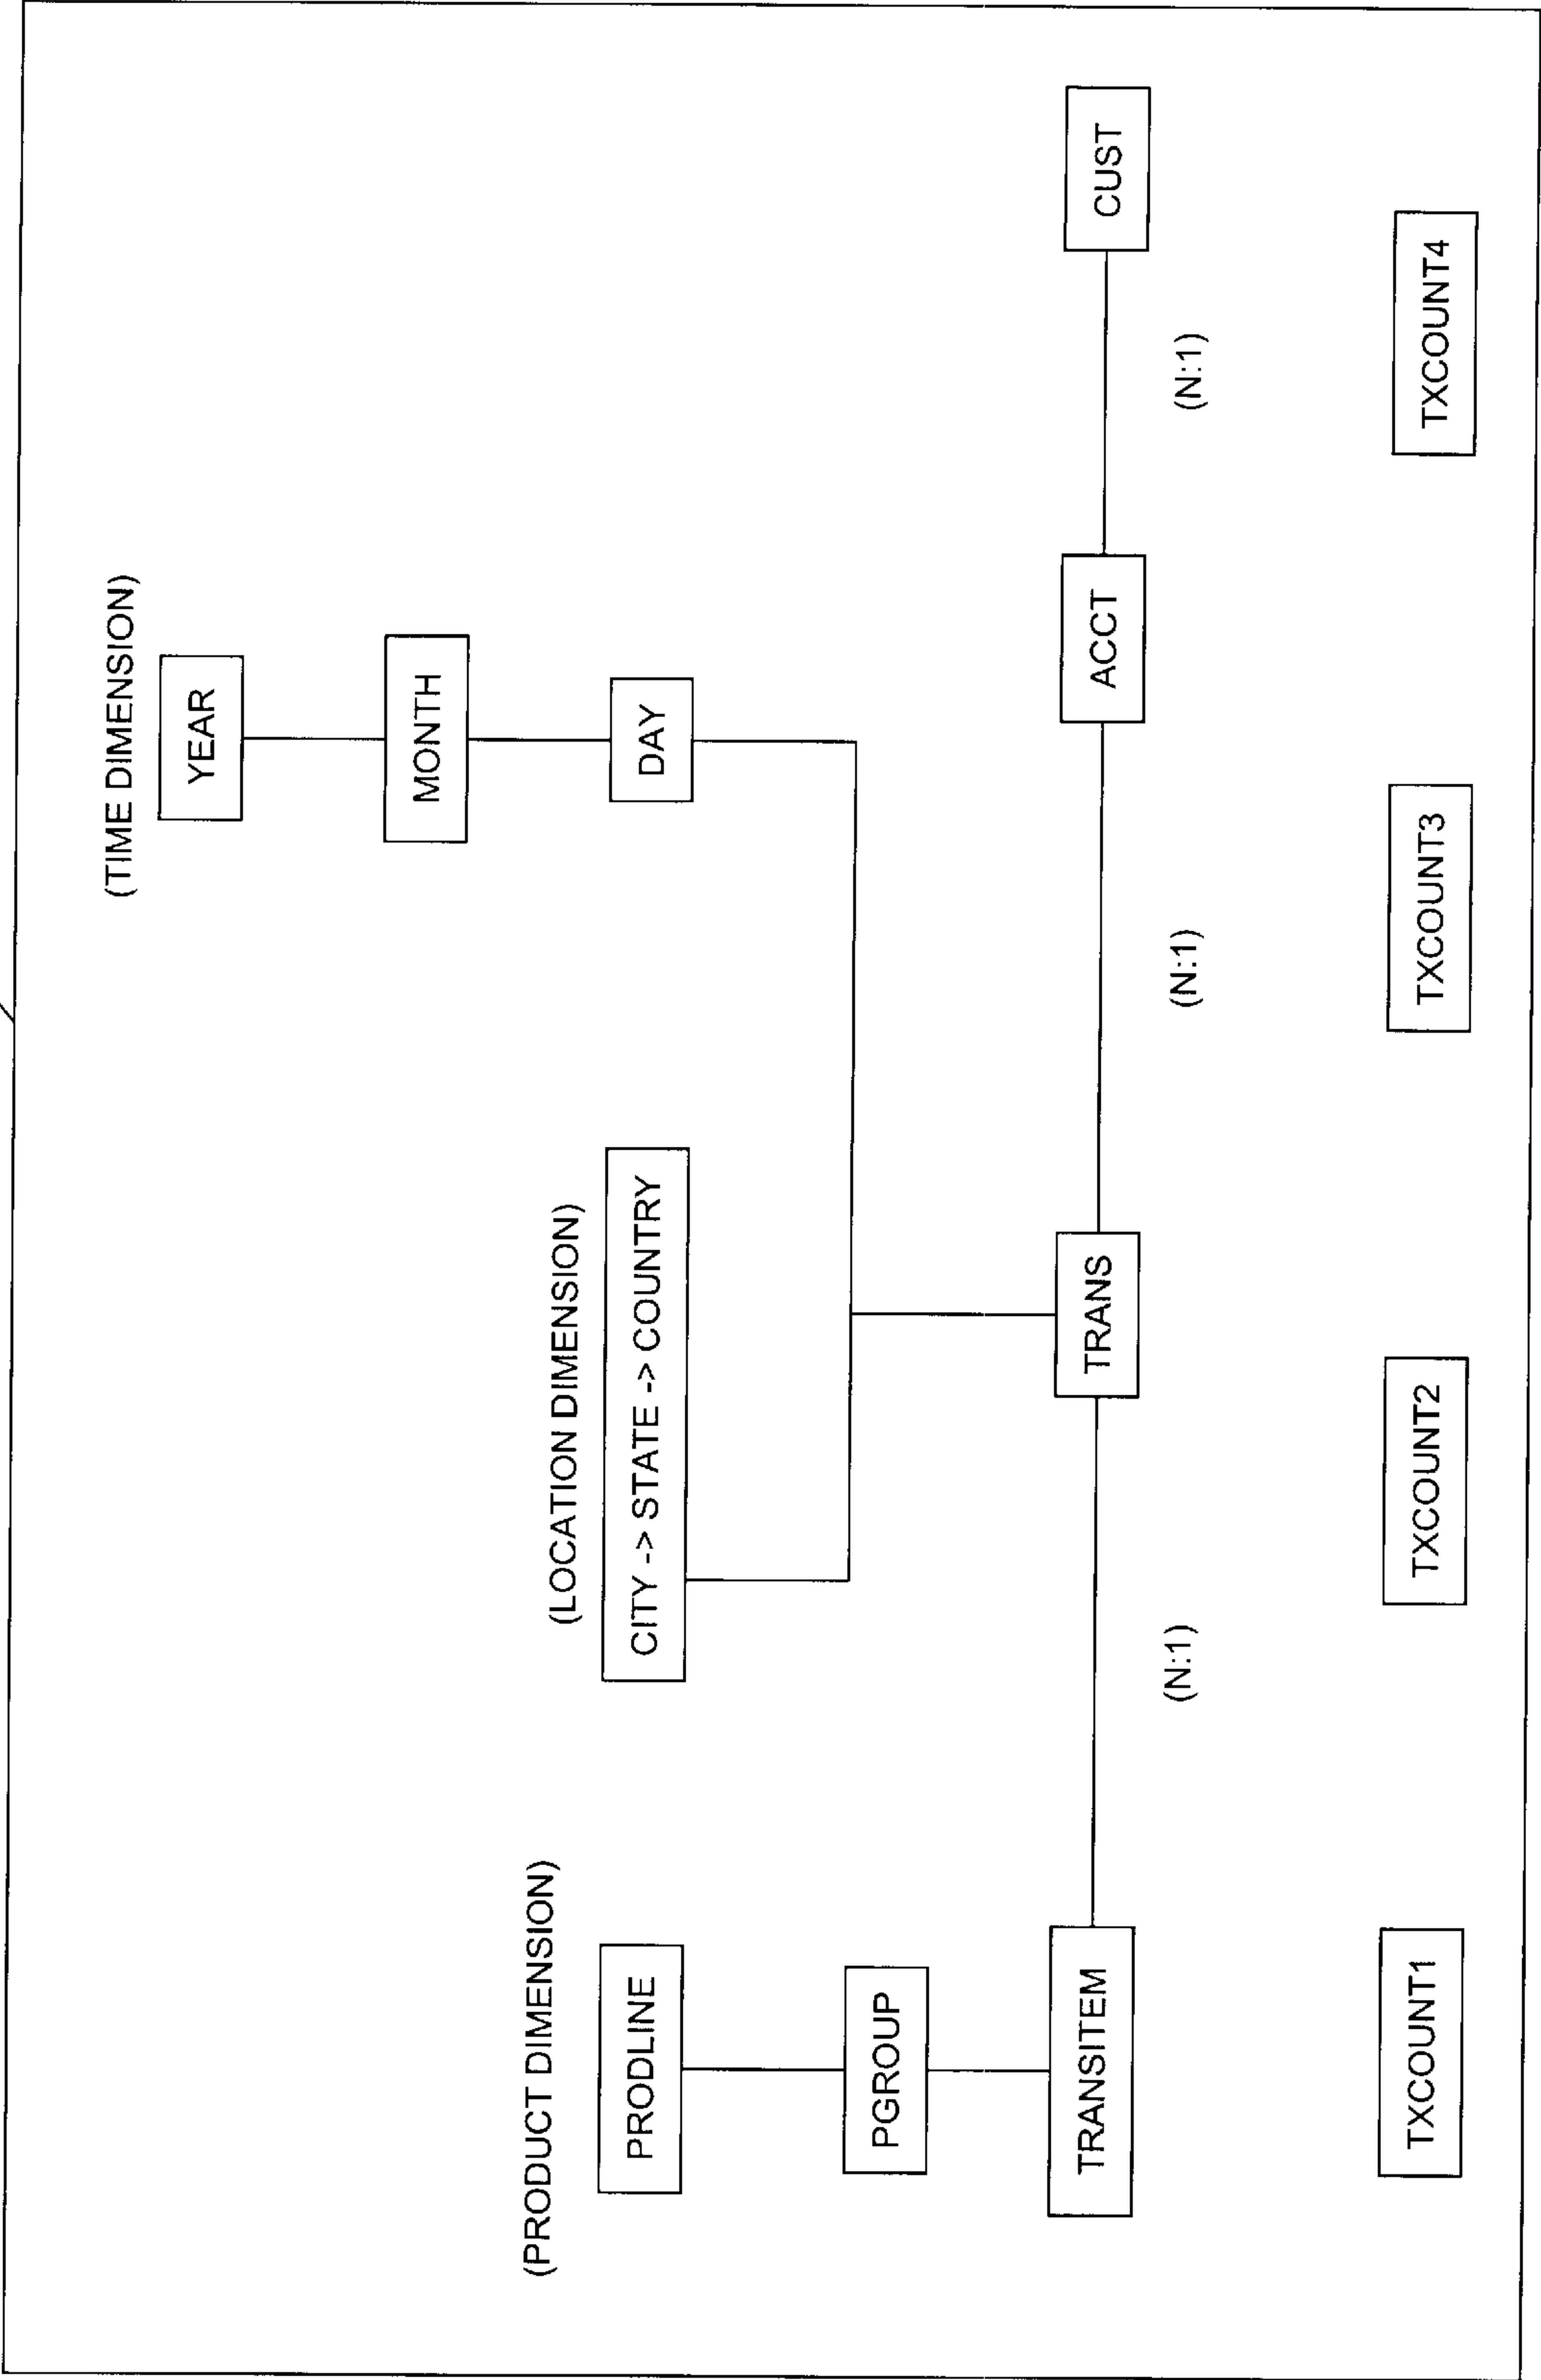 (TIME DIMENSION)
YEAR
MONTH
(PRODUCT DIMENSION)
(LOCATION DIMENSION)
PRODLINE
CITY -> STATE -> COUNTRY
DAY
PGROUP
TRANSITEM
TRANS
ACCT
CUST
(N:1)
(N:1)
(N:1)
TXCOUNT1
TXCOUNT2
TXCOUNT3
TXCOUNT4